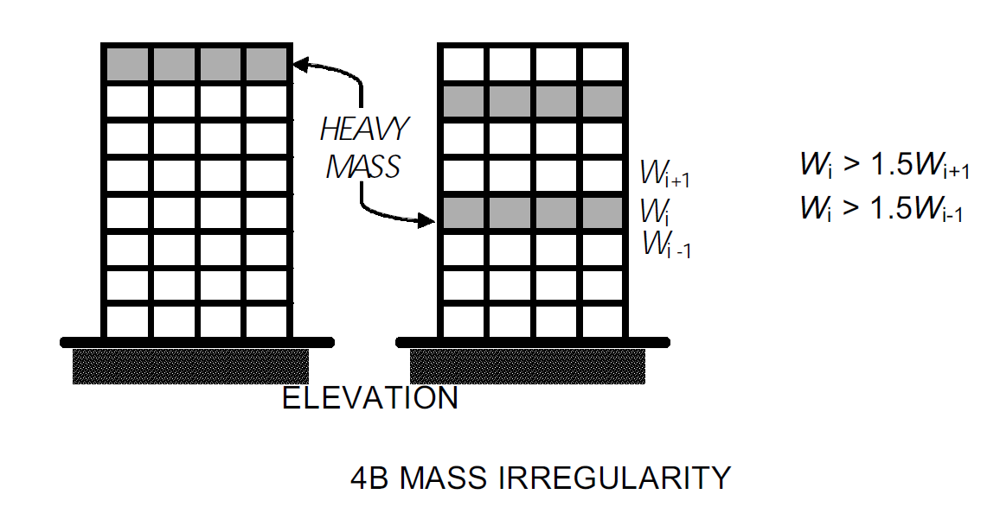 HEAVY
MASS
Wi+1
Wi
Wi -1
Wi > 1.5Wi+1
Wi > 1.5Wi-1
ELEVATION
4B MASS IRREGULARITY